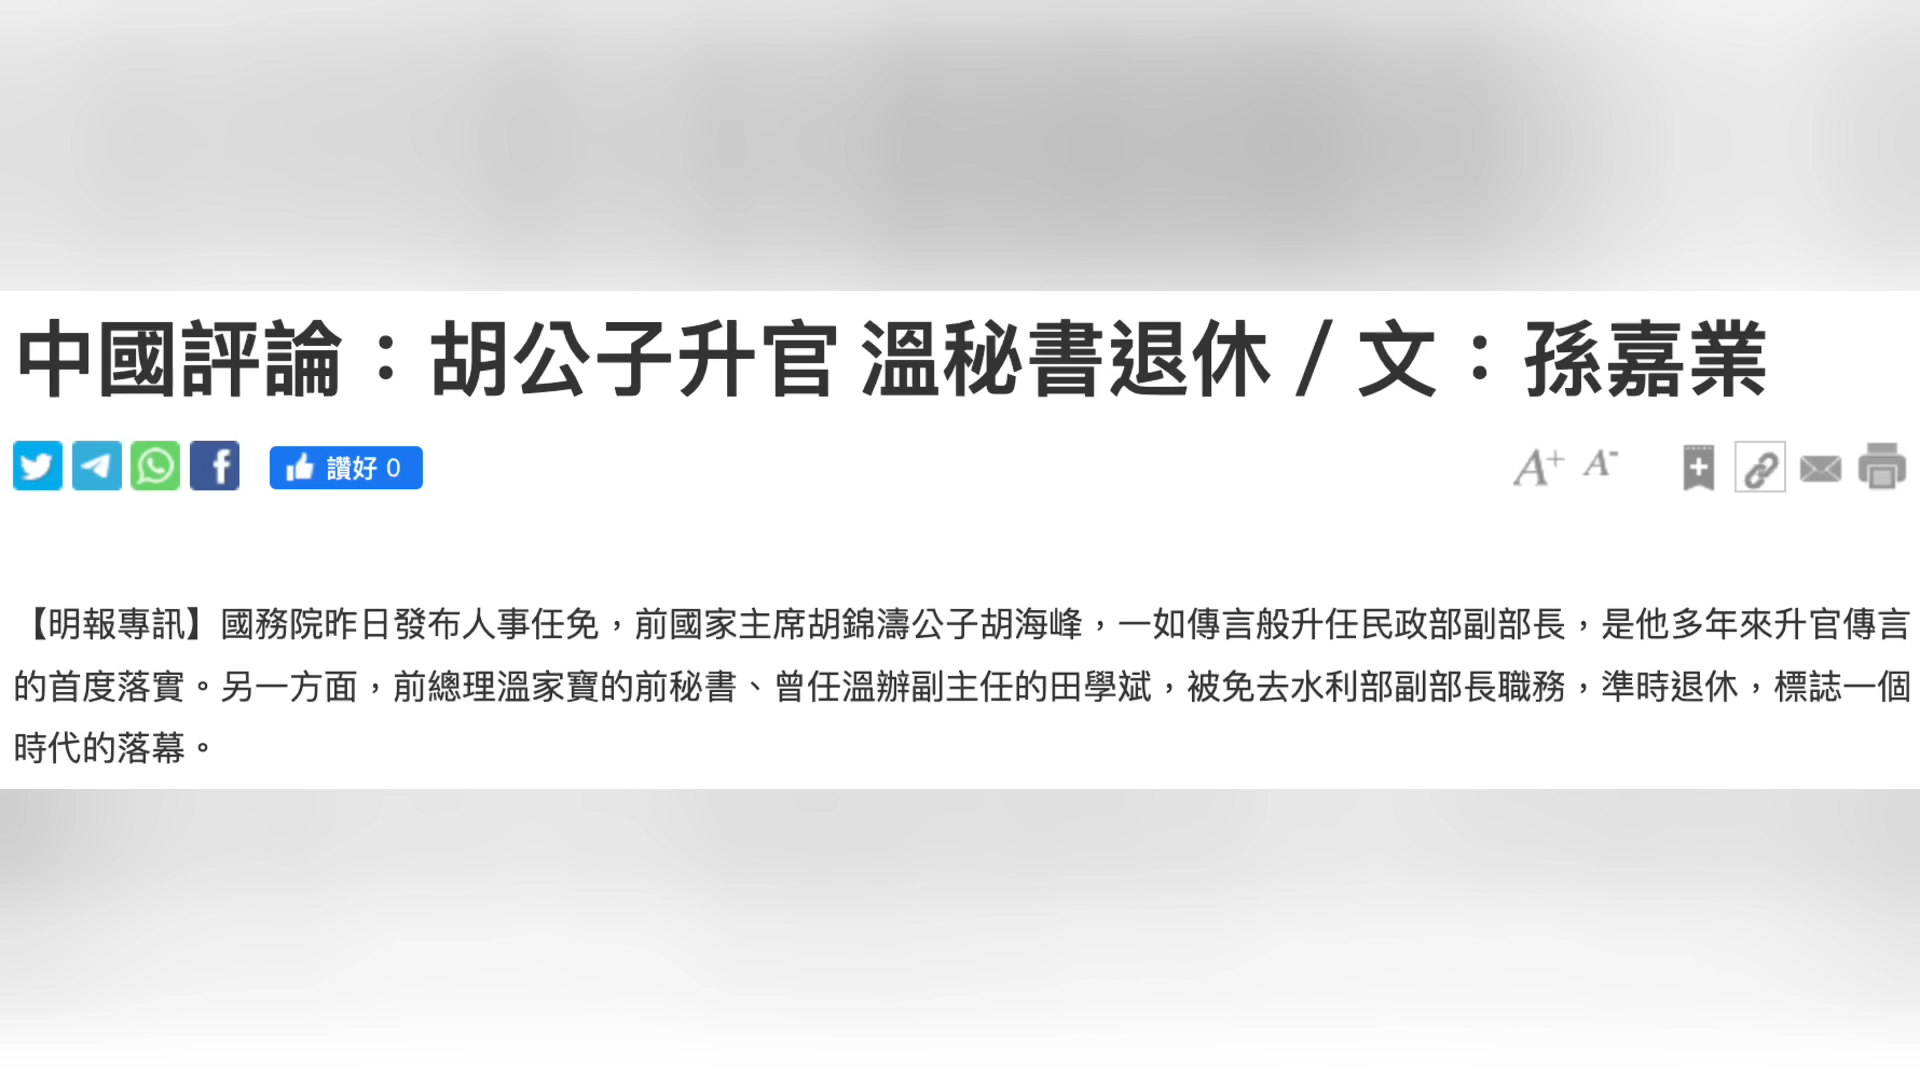 中國評論：胡公子升官 溫秘書退休／文：孫嘉業
讚好 0
A+ A-
【明報專訊】國務院昨日發布人事任免，前國家主席胡錦濤公子胡海峰，一如傳言般升任民政部副部長，是他多年來升官傳言
的首度落實。另一方面，前總理溫家寶的前秘書、曾任溫辦副主任的田學斌，被免去水利部副部長職務，準時退休，標誌一個
時代的落幕。